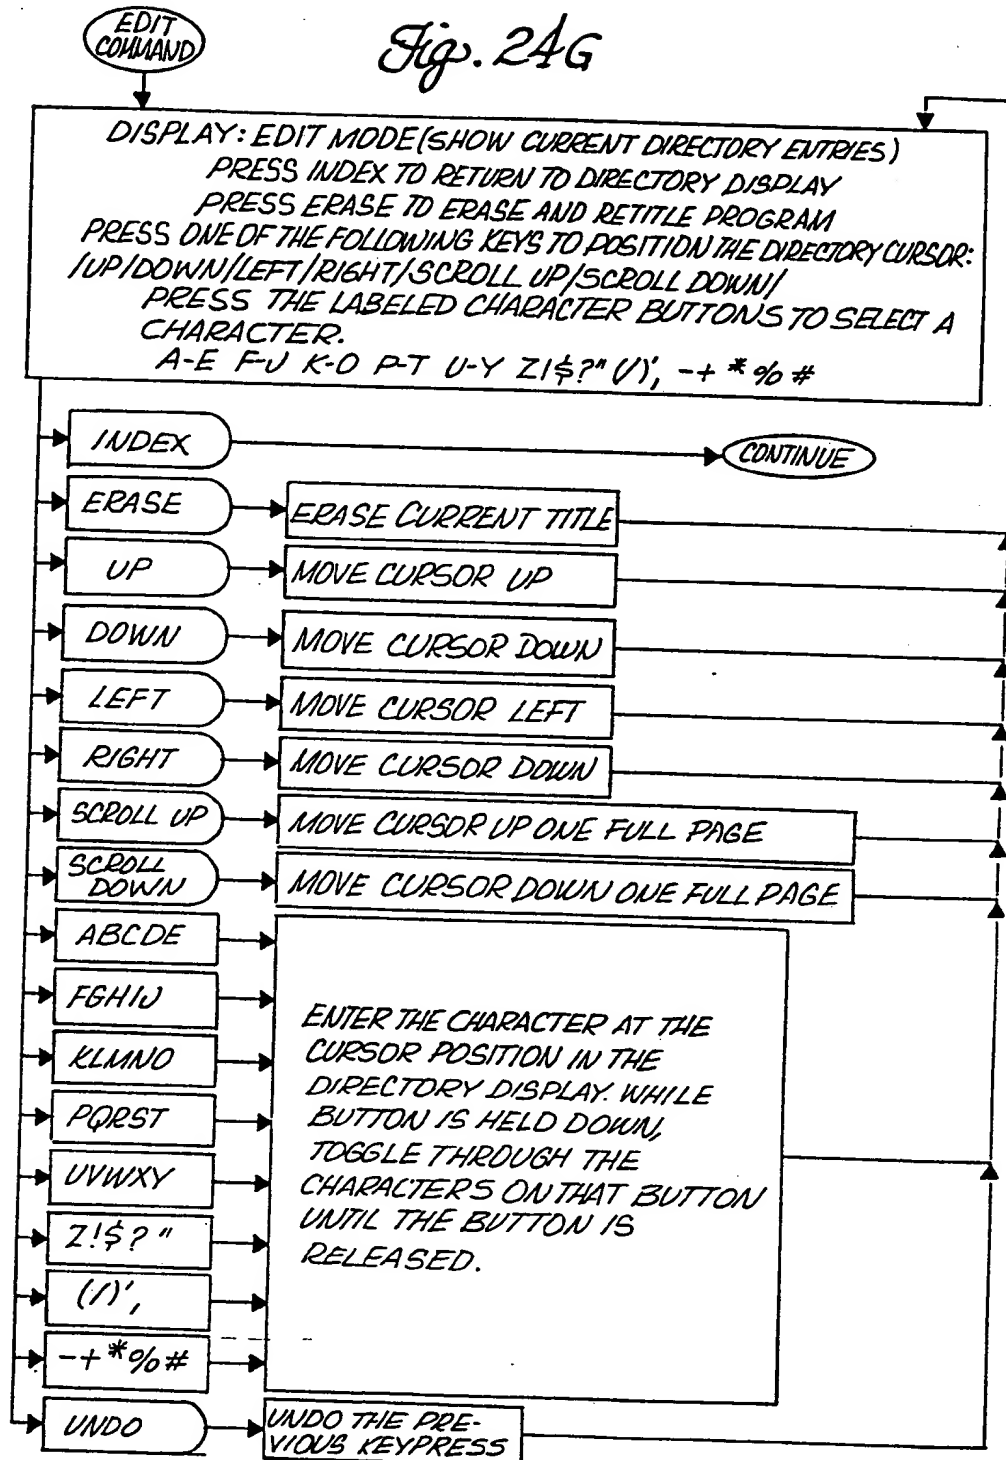 EDIT
COMMAND
Fig. 24G
DISPLAY: EDIT MODE (SHOW CURRENT DIRECTORY ENTRIES)
PRESS INDEX TO RETURN TO DIRECTORY DISPLAY
PRESS ERASE TO ERASE AND RETITLE PROGRAM
PRESS ONE OF THE FOLLOWING KEYS TO POSITION THE DIRECTORY CURSOR:
/UP/DOWN/LEFT/RIGHT/SCROLL UP/SCROLL DOWN/
PRESS THE LABELED CHARACTER BUTTONS TO SELECT A
CHARACTER.
A-E F-J K-O P-T U-Y Z!$?" (/)', -+*%#
INDEX
CONTINUE
ERASE
ERASE CURRENT TITLE
UP
MOVE CURSOR UP
DOWN
MOVE CURSOR DOWN
LEFT
MOVE CURSOR LEFT
RIGHT
MOVE CURSOR DOWN
SCROLL UP
MOVE CURSOR UP ONE FULL PAGE
SCROLL
DOWN
MOVE CURSOR DOWN ONE FULL PAGE
ABCDE
FGHIJ
KLMNO
PQRST
UVWXY
Z!$?"
(/)',
-+*%#
ENTER THE CHARACTER AT THE
CURSOR POSITION IN THE
DIRECTORY DISPLAY. WHILE
BUTTON IS HELD DOWN,
TOGGLE THROUGH THE
CHARACTERS ON THAT BUTTON
UNTIL THE BUTTON IS
RELEASED.
UNDO
UNDO THE PRE-
VIOUS KEYPRESS